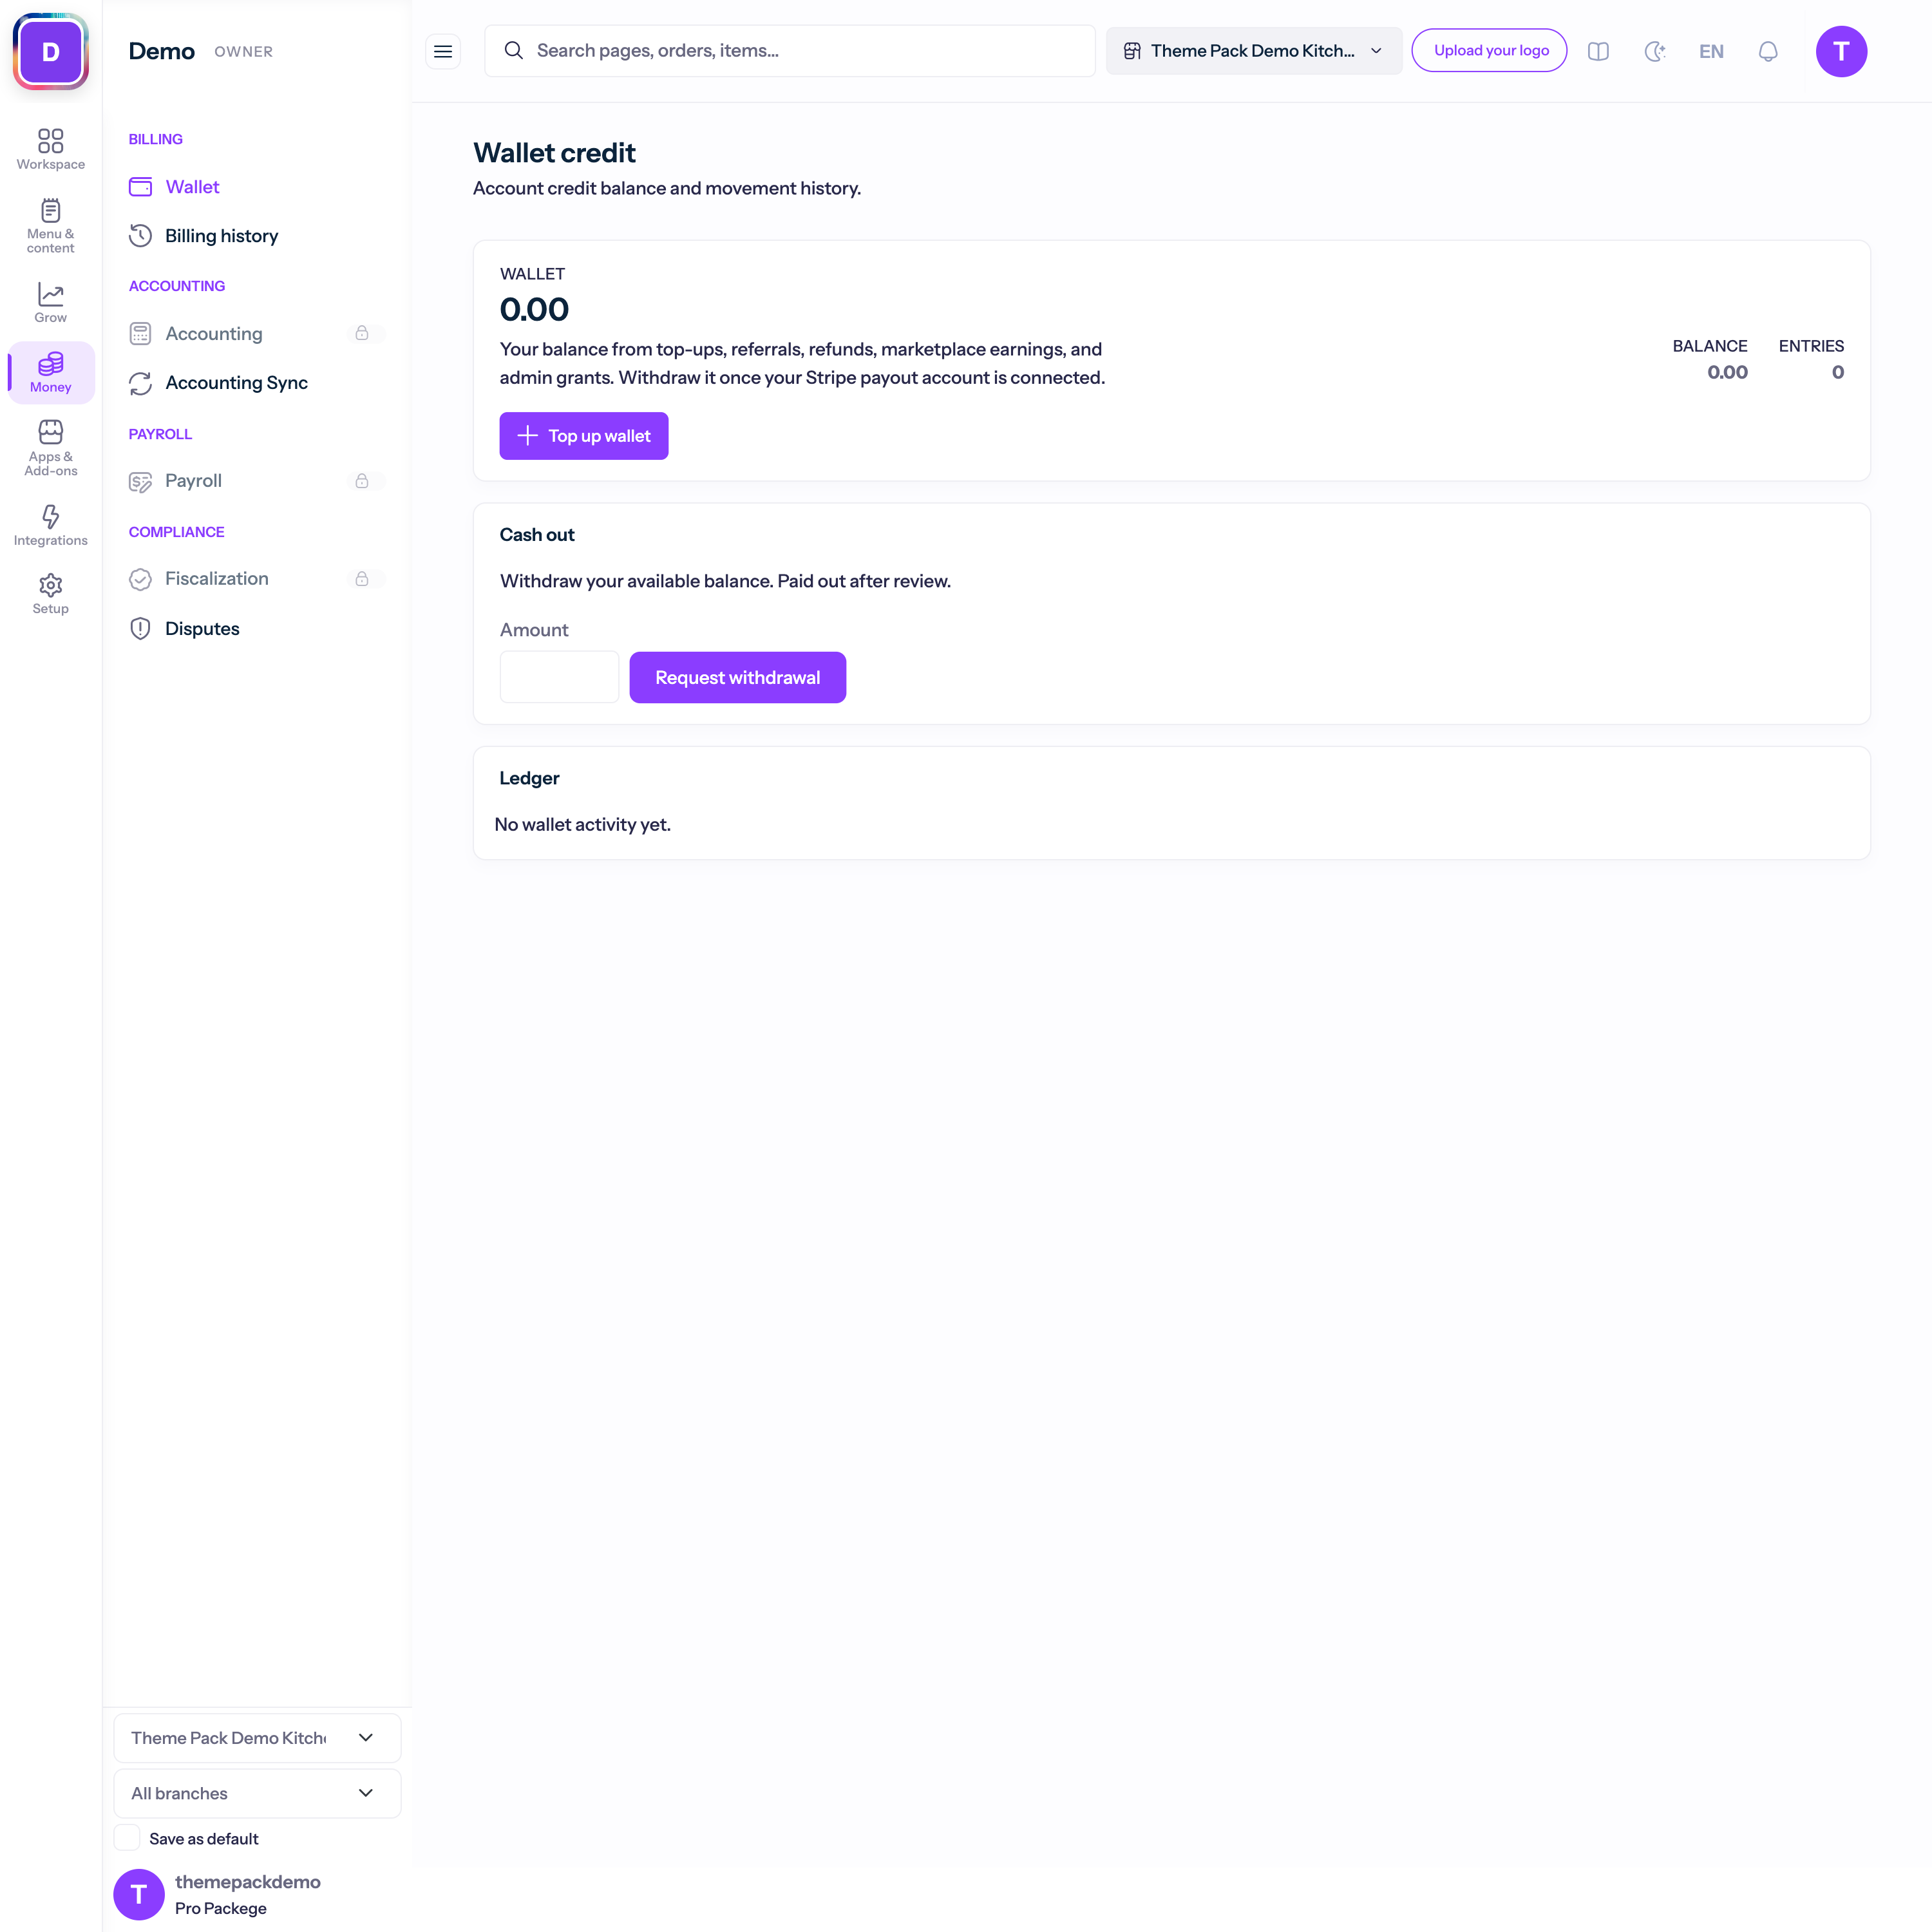 D
Demo OWNER
Search pages, orders, items...
Theme Pack Demo Kitch...
Upload your logo
EN
T
Workspace
Menu &
content
Grow
Money
Apps &
Add-ons
Integrations
Setup
BILLING
Wallet
Billing history
ACCOUNTING
Accounting
Accounting Sync
PAYROLL
Payroll
COMPLIANCE
Fiscalization
Disputes
Wallet credit
Account credit balance and movement history.
WALLET
0.00
Your balance from top-ups, referrals, refunds, marketplace earnings, and
admin grants. Withdraw it once your Stripe payout account is connected.
BALANCE ENTRIES
0.00 0
Top up wallet
Cash out
Withdraw your available balance. Paid out after review.
Amount
Request withdrawal
Ledger
No wallet activity yet.
Theme Pack Demo Kitch
All branches
Save as default
T
themepackdemo
Pro Packege